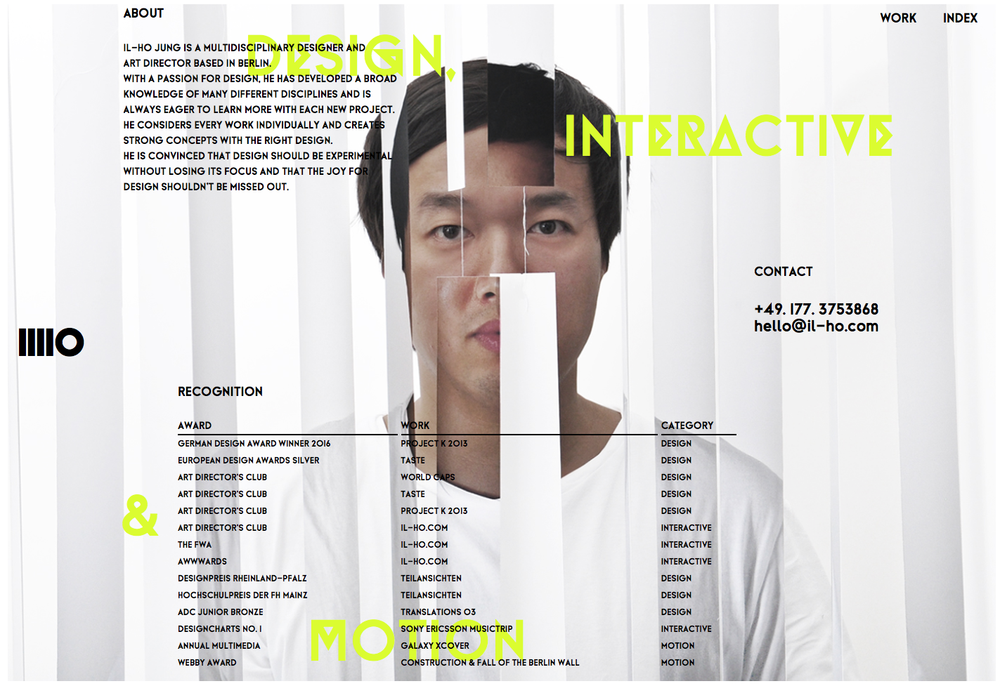 ABOUT
WORK
INDEX
DESIGN,
IL-HO JUNG IS A MULTIDISCIPLINARY DESIGNER AND
ART DIRECTOR BASED IN BERLIN.
WITH A PASSION FOR DESIGN, HE HAS DEVELOPED A BROAD
KNOWLEDGE OF MANY DIFFERENT DISCIPLINES AND IS
ALWAYS EAGER TO LEARN MORE WITH EACH NEW PROJECT.
HE CONSIDERS EVERY WORK INDIVIDUALLY AND CREATES
STRONG CONCEPTS WITH THE RIGHT DESIGN.
HE IS CONVINCED THAT DESIGN SHOULD BE EXPERIMENTAL
WITHOUT LOSING ITS FOCUS AND THAT THE JOY FOR
DESIGN SHOULDN'T BE MISSED OUT.
INTERACTIVE
CONTACT
+49. 177. 3753868
hello@il-ho.com
IIIIO
RECOGNITION
AWARD WORK CATEGORY
GERMAN DESIGN AWARD WINNER 2016 PROJECT K 2013 DESIGN
EUROPEAN DESIGN AWARDS SILVER TASTE DESIGN
ART DIRECTOR'S CLUB WORLD CAPS DESIGN
ART DIRECTOR'S CLUB TASTE DESIGN
ART DIRECTOR'S CLUB PROJECT K 2013 DESIGN
ART DIRECTOR'S CLUB IL-HO.COM INTERACTIVE
THE FWA IL-HO.COM INTERACTIVE
AWWWARDS IL-HO.COM INTERACTIVE
DESIGNPREIS RHEINLAND-PFALZ TEILANSICHTEN DESIGN
HOCHSCHULPREIS DER FH MAINZ TEILANSICHTEN DESIGN
ADC JUNIOR BRONZE TRANSLATIONS 03 DESIGN
DESIGNCHARTS NO. 1 SONY ERICSSON MUSICTRIP INTERACTIVE
ANNUAL MULTIMEDIA GALAXY XCOVER MOTION
WEBBY AWARD CONSTRUCTION & FALL OF THE BERLIN WALL MOTION
&
MOTION